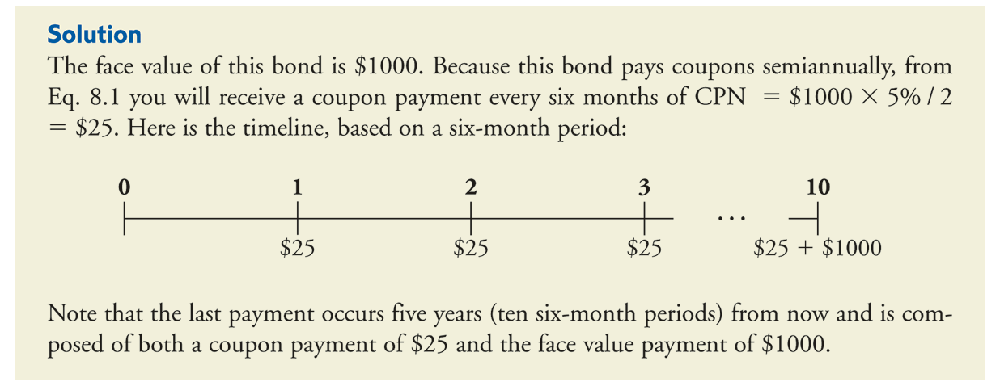 Solution
The face value of this bond is $1000. Because this bond pays coupons semiannually, from
Eq. 8.1 you will receive a coupon payment every six months of CPN = $1000 × 5% / 2
= $25. Here is the timeline, based on a six-month period:
0 1 2 3 10
...
$25 $25 $25 $25 + $1000
Note that the last payment occurs five years (ten six-month periods) from now and is com-
posed of both a coupon payment of $25 and the face value payment of $1000.